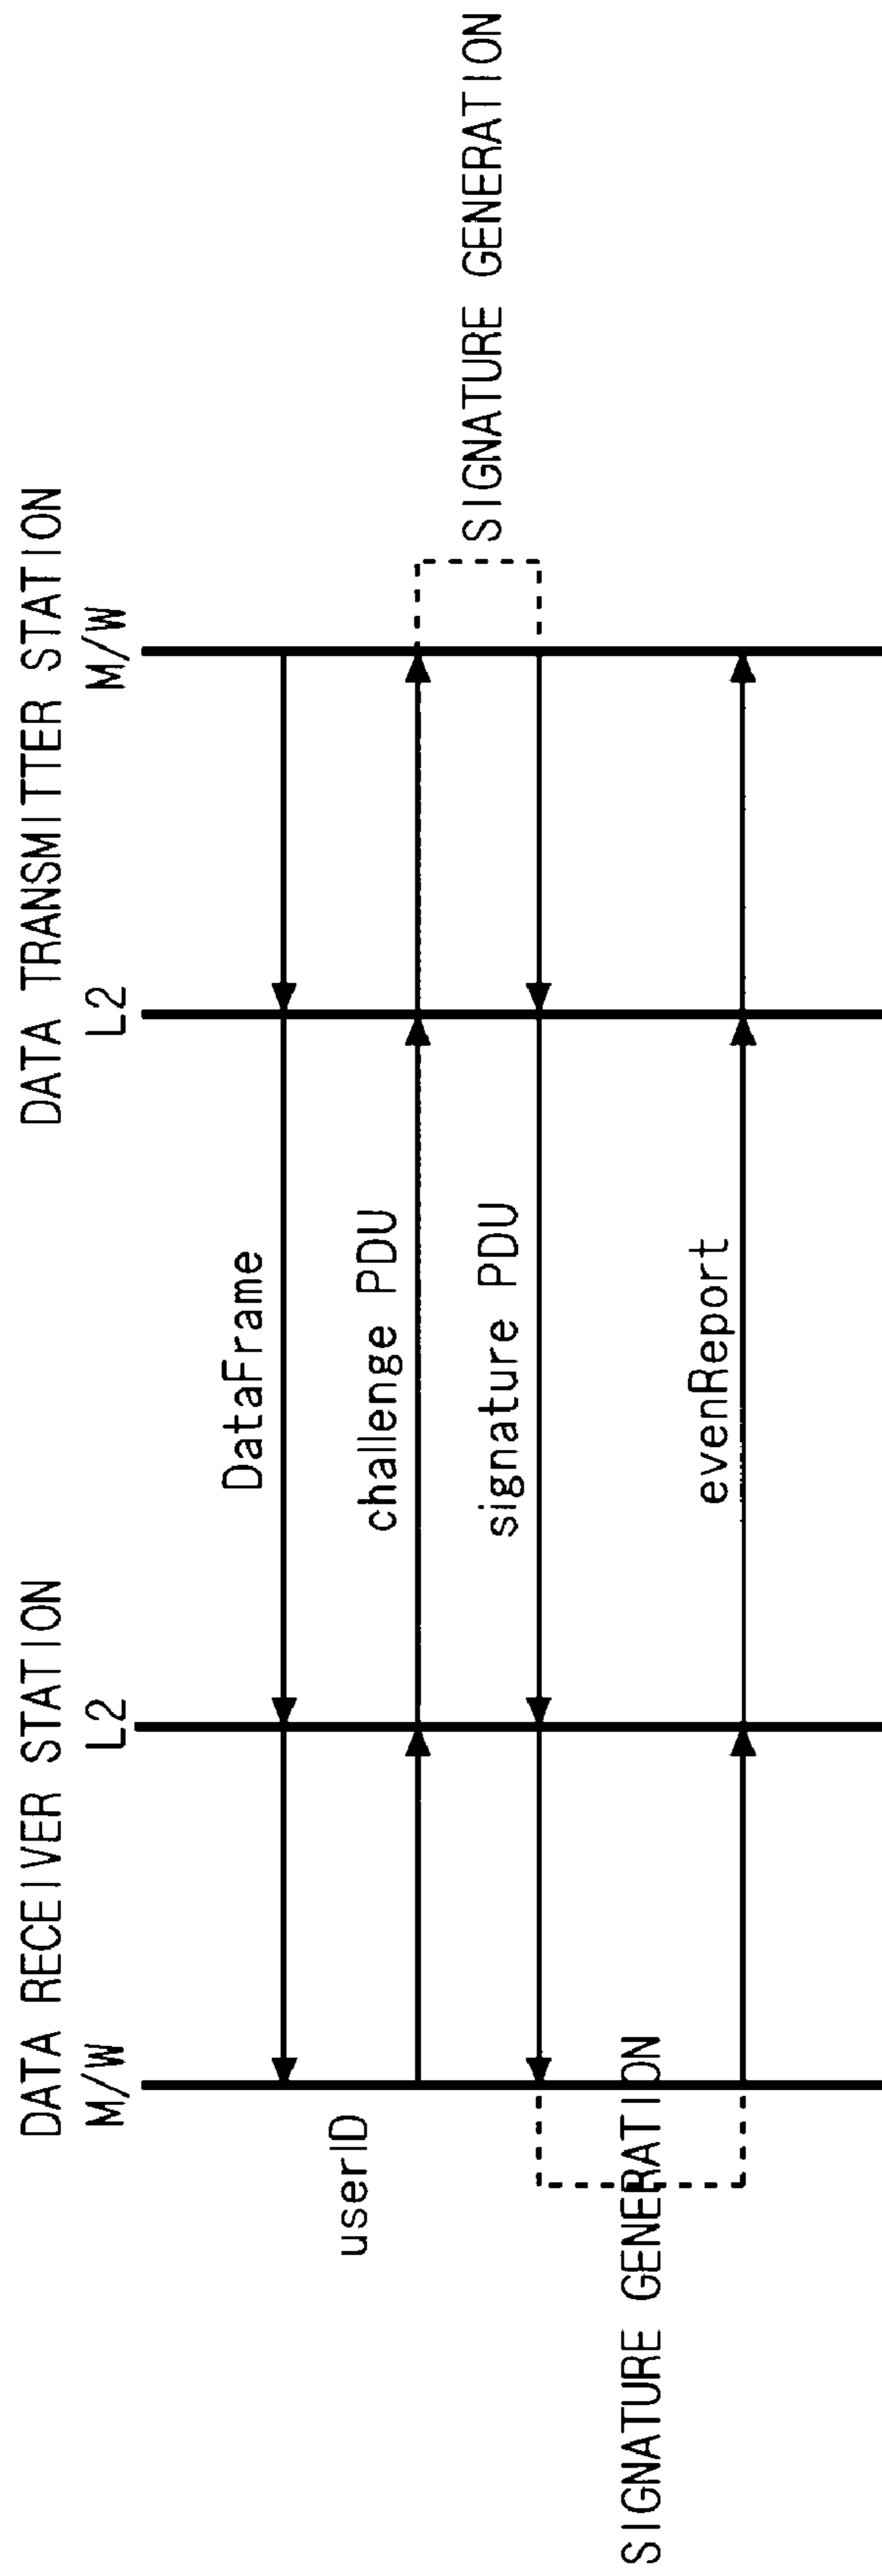 DATA RECEIVER STATION
DATA TRANSMITTER STATION
M/W
L2
L2
M/W
DataFrame
userID
challenge PDU
signature PDU
SIGNATURE GENERATION
SIGNATURE GENERATION
evenReport